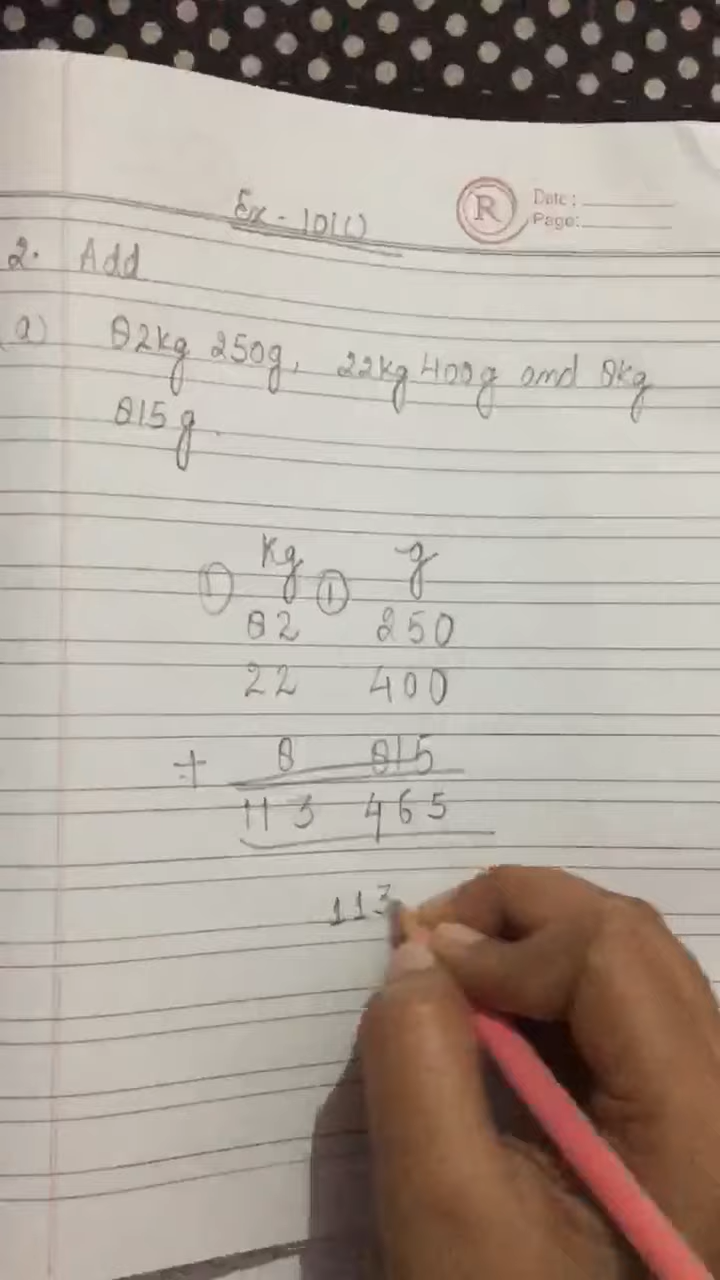 Ex - 10(c)
R Date :
Page:
2. Add
(a) 82kg 250g, 22kg 400g and 8kg
815g.
kg g
1 1
82 250
22 400
+ 8 815
113 465
113